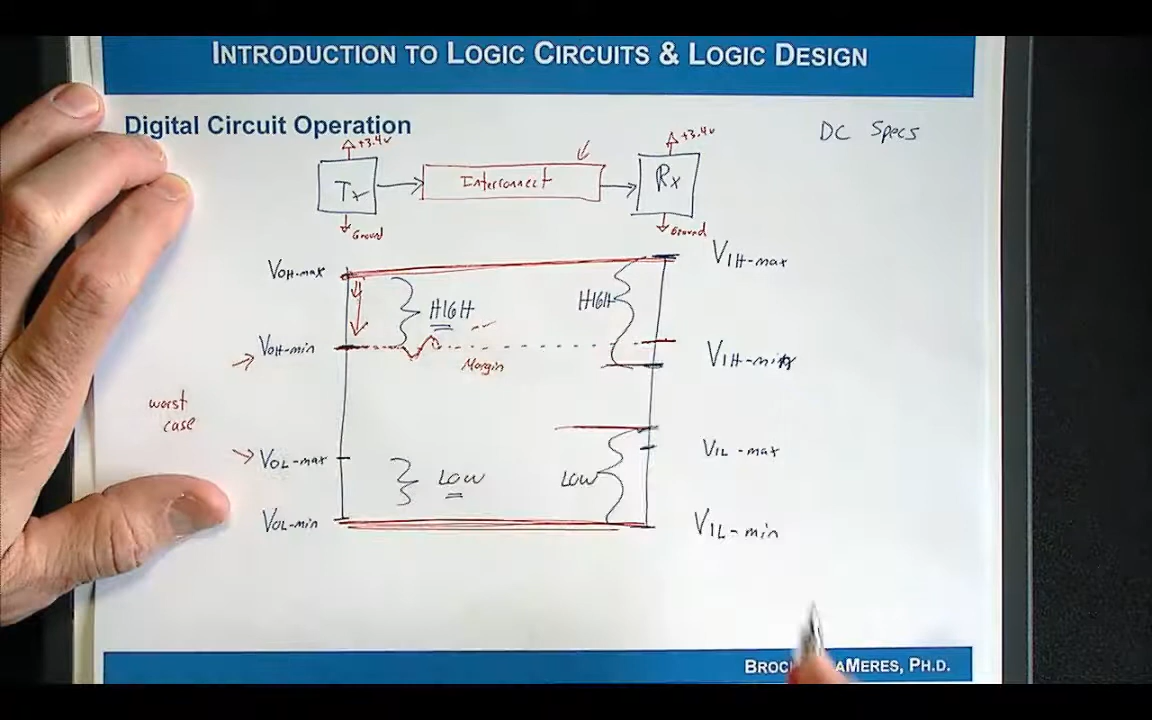 INTRODUCTION TO LOGIC CIRCUITS & LOGIC DESIGN
Digital Circuit Operation
DC Specs
+3.4v
+3.4v
Tx
Interconnect
Rx
Ground
Ground
VOH-max
VIH-max
HIGH
HIGH
VOH-min
Margin
VIH-min
worst
case
VOL-max
LOW
LOW
VIL-max
VOL-min
VIL-min
BROC AMERES, PH.D.